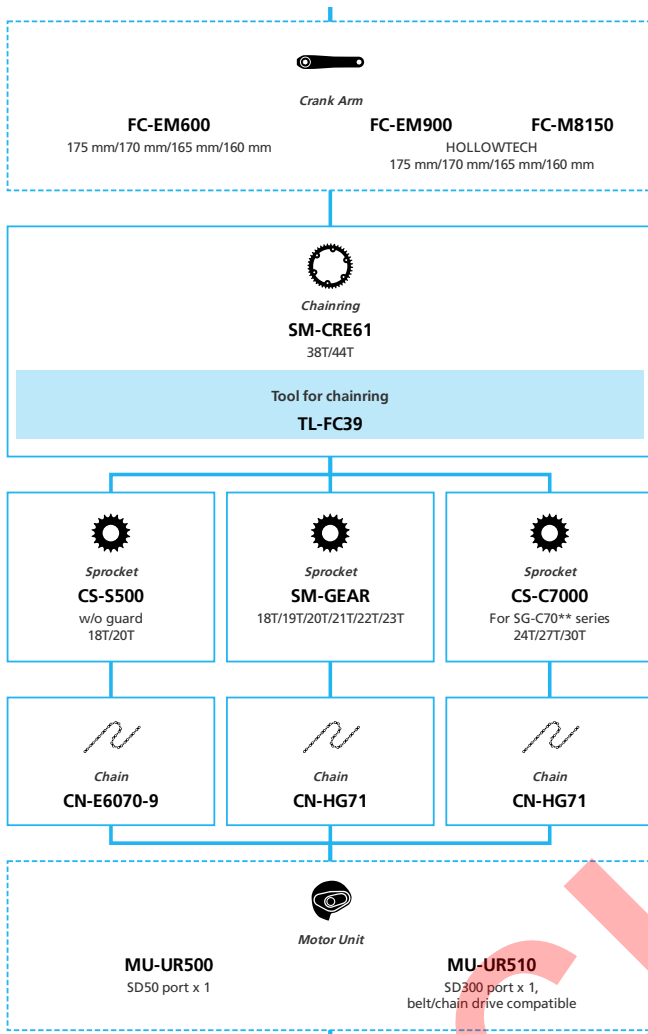 Crank Arm
FC-EM600
175 mm/170 mm/165 mm/160 mm
FC-EM900
FC-M8150
HOLLOWTECH
175 mm/170 mm/165 mm/160 mm
Chainring
SM-CRE61
38T/44T
Tool for chainring
TL-FC39
Sprocket
CS-S500
w/o guard
18T/20T
Sprocket
SM-GEAR
18T/19T/20T/21T/22T/23T
Sprocket
CS-C7000
For SG-C70** series
24T/27T/30T
Chain
CN-E6070-9
Chain
CN-HG71
Chain
CN-HG71
Motor Unit
MU-UR500
SD50 port x 1
MU-UR510
SD300 port x 1,
belt/chain drive compatible